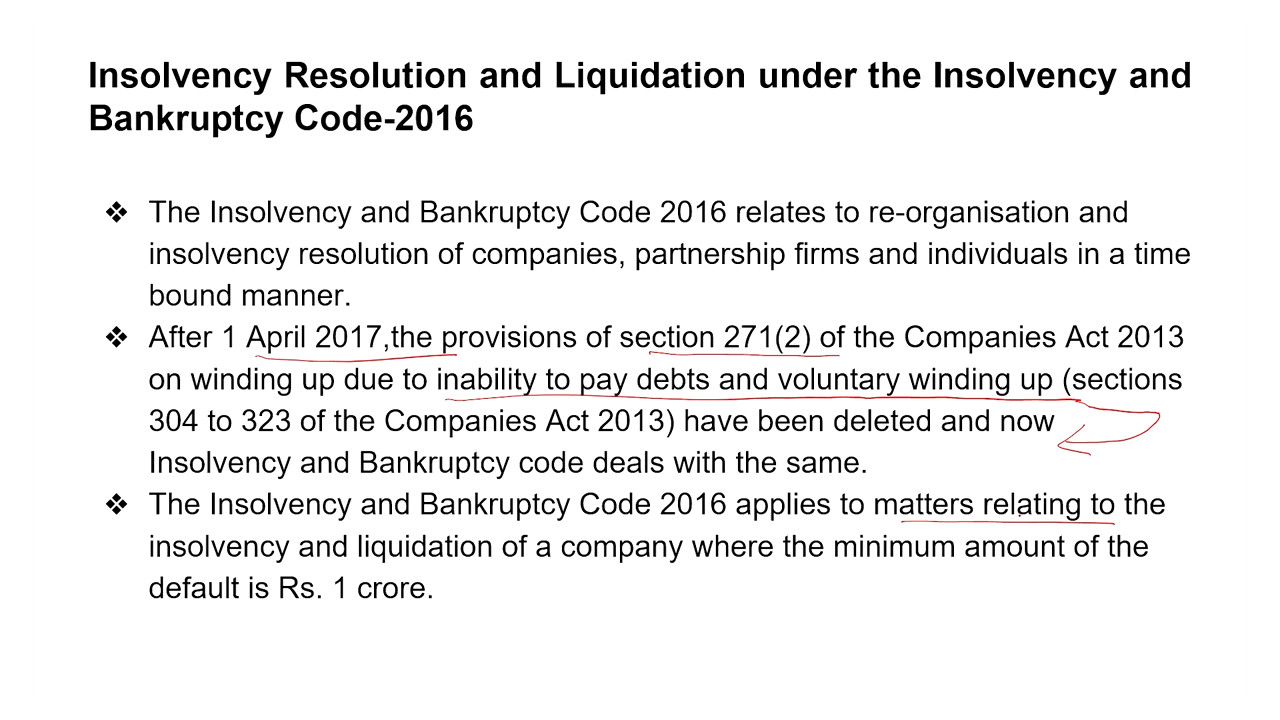 Insolvency Resolution and Liquidation under the Insolvency and
Bankruptcy Code-2016
❖ The Insolvency and Bankruptcy Code 2016 relates to re-organisation and
insolvency resolution of companies, partnership firms and individuals in a time
bound manner.
❖ After 1 April 2017,the provisions of section 271(2) of the Companies Act 2013
on winding up due to inability to pay debts and voluntary winding up (sections
304 to 323 of the Companies Act 2013) have been deleted and now
Insolvency and Bankruptcy code deals with the same.
❖ The Insolvency and Bankruptcy Code 2016 applies to matters relating to the
insolvency and liquidation of a company where the minimum amount of the
default is Rs. 1 crore.